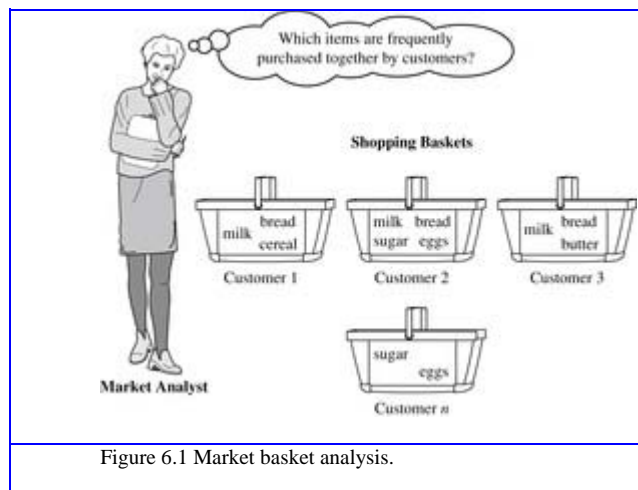 Which items are frequently
purchased together by customers?
Shopping Baskets
milk bread
cereal
Customer 1
milk bread
sugar eggs
Customer 2
milk bread
butter
Customer 3
sugar
eggs
Customer n
Market Analyst
Figure 6.1 Market basket analysis.